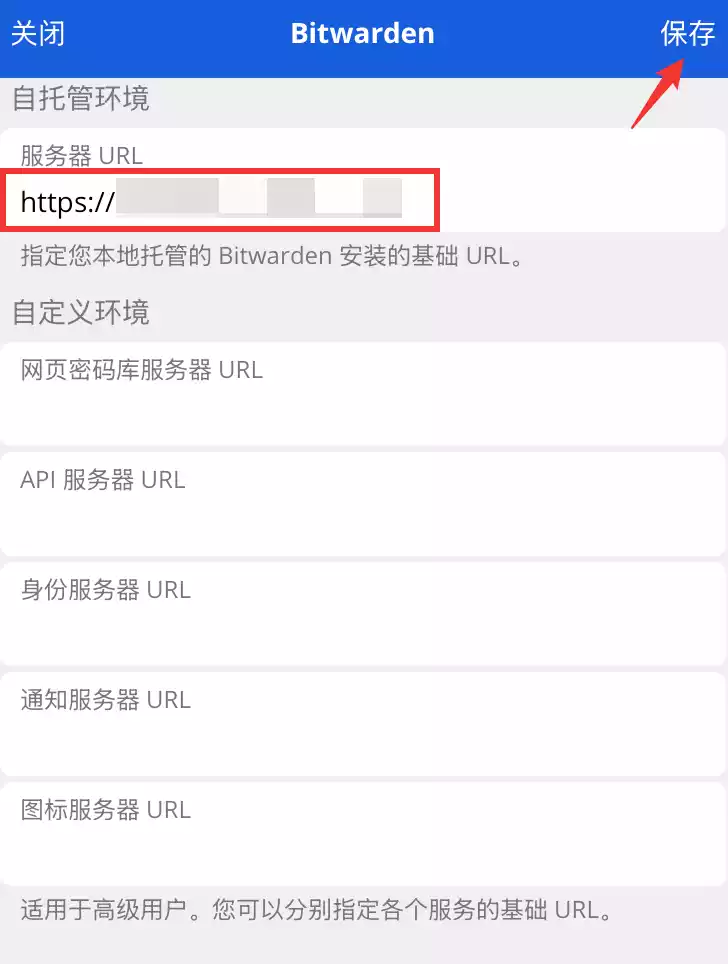 关闭
Bitwarden
保存
自托管环境
服务器 URL
https://
指定您本地托管的 Bitwarden 安装的基础 URL。
自定义环境
网页密码库服务器 URL
API 服务器 URL
身份服务器 URL
通知服务器 URL
图标服务器 URL
适用于高级用户。您可以分别指定各个服务的基础 URL。